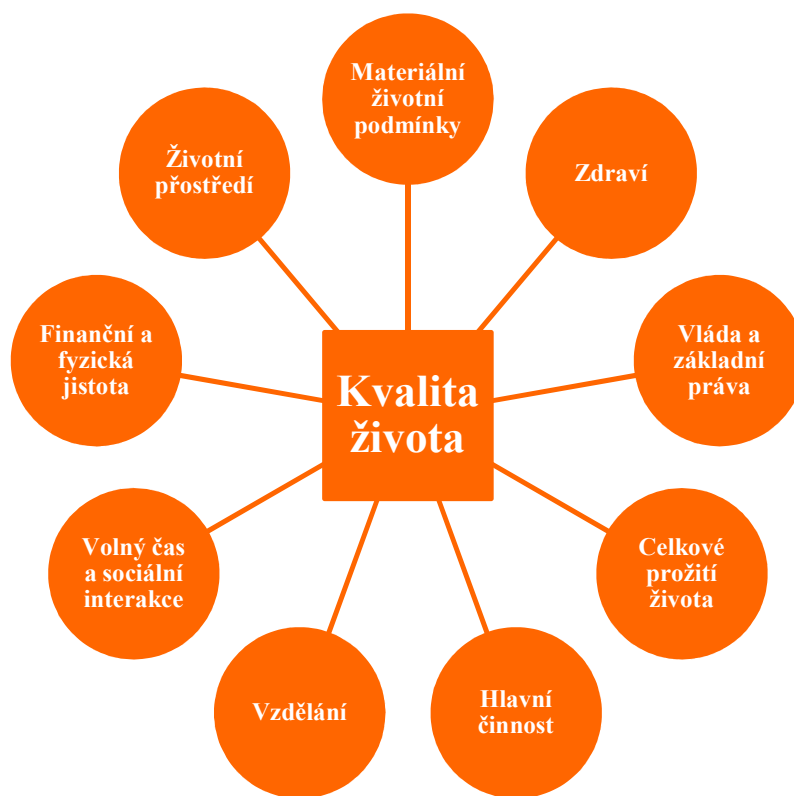 Materiální
životní
podmínky
Zdraví
Vláda a
základní
práva
Celkové
prožití
života
Hlavní
činnost
Vzdělání
Volný čas
a sociální
interakce
Finanční a
fyzická
jistota
Životní
přostředí
Kvalita
života